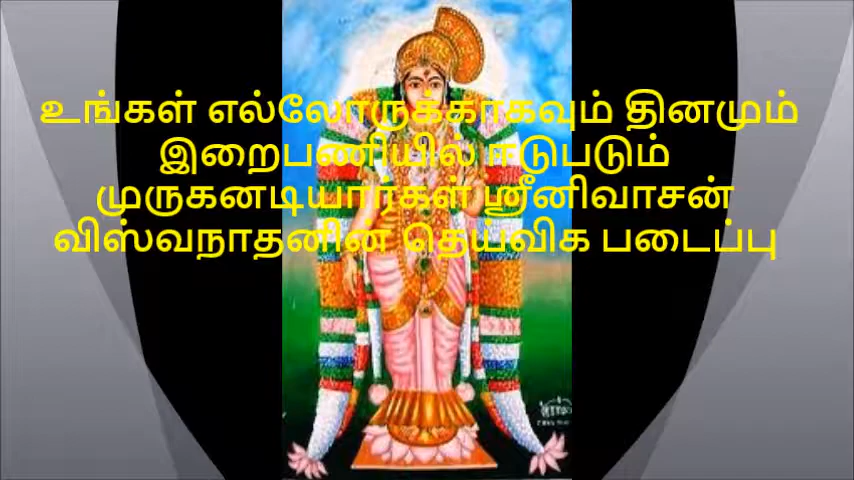 உங்கள் எல்லோருக்காகவும் தினமும்
இறைபணியில் ஈடுபடும்
முருகனடியார்கள் ஸ்ரீனிவாசன்
விஸ்வநாதனின் தெய்விக படைப்பு